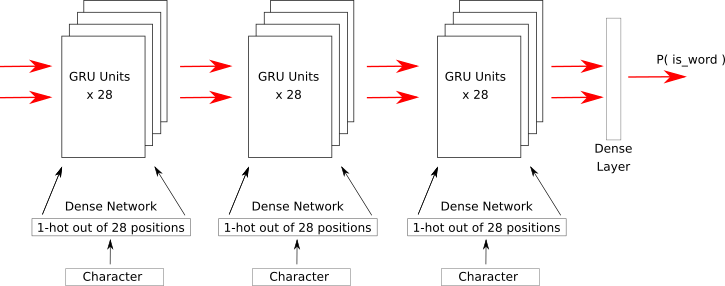 P( is_word )
GRU Units
x 28
GRU Units
x 28
GRU Units
x 28
Dense
Layer
Dense Network
Dense Network
Dense Network
1-hot out of 28 positions
1-hot out of 28 positions
1-hot out of 28 positions
Character
Character
Character